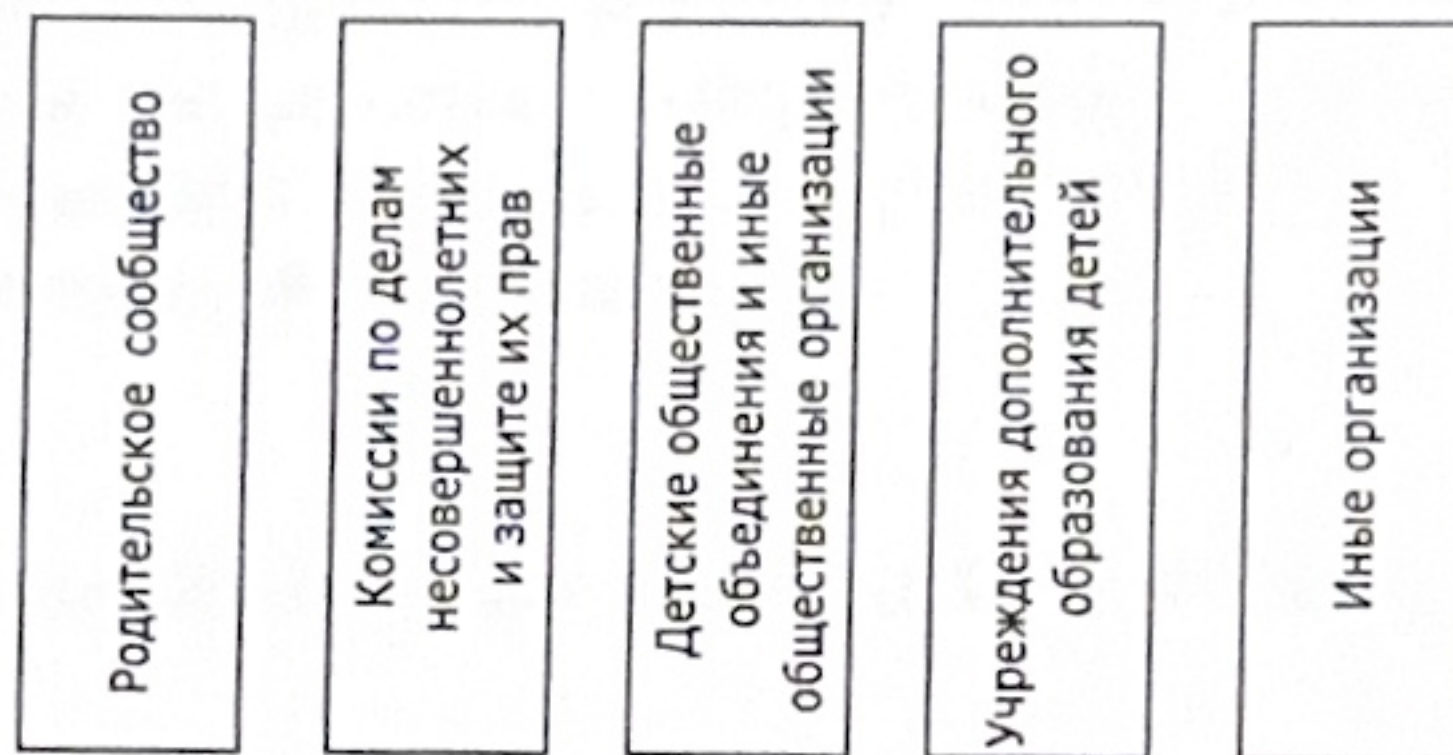 Родительское сообщество
Комиссии по делам
несовершеннолетних
и защите их прав
Детские общественные
объединения и иные
общественные организации
Учреждения дополнительного
образования детей
Иные организации